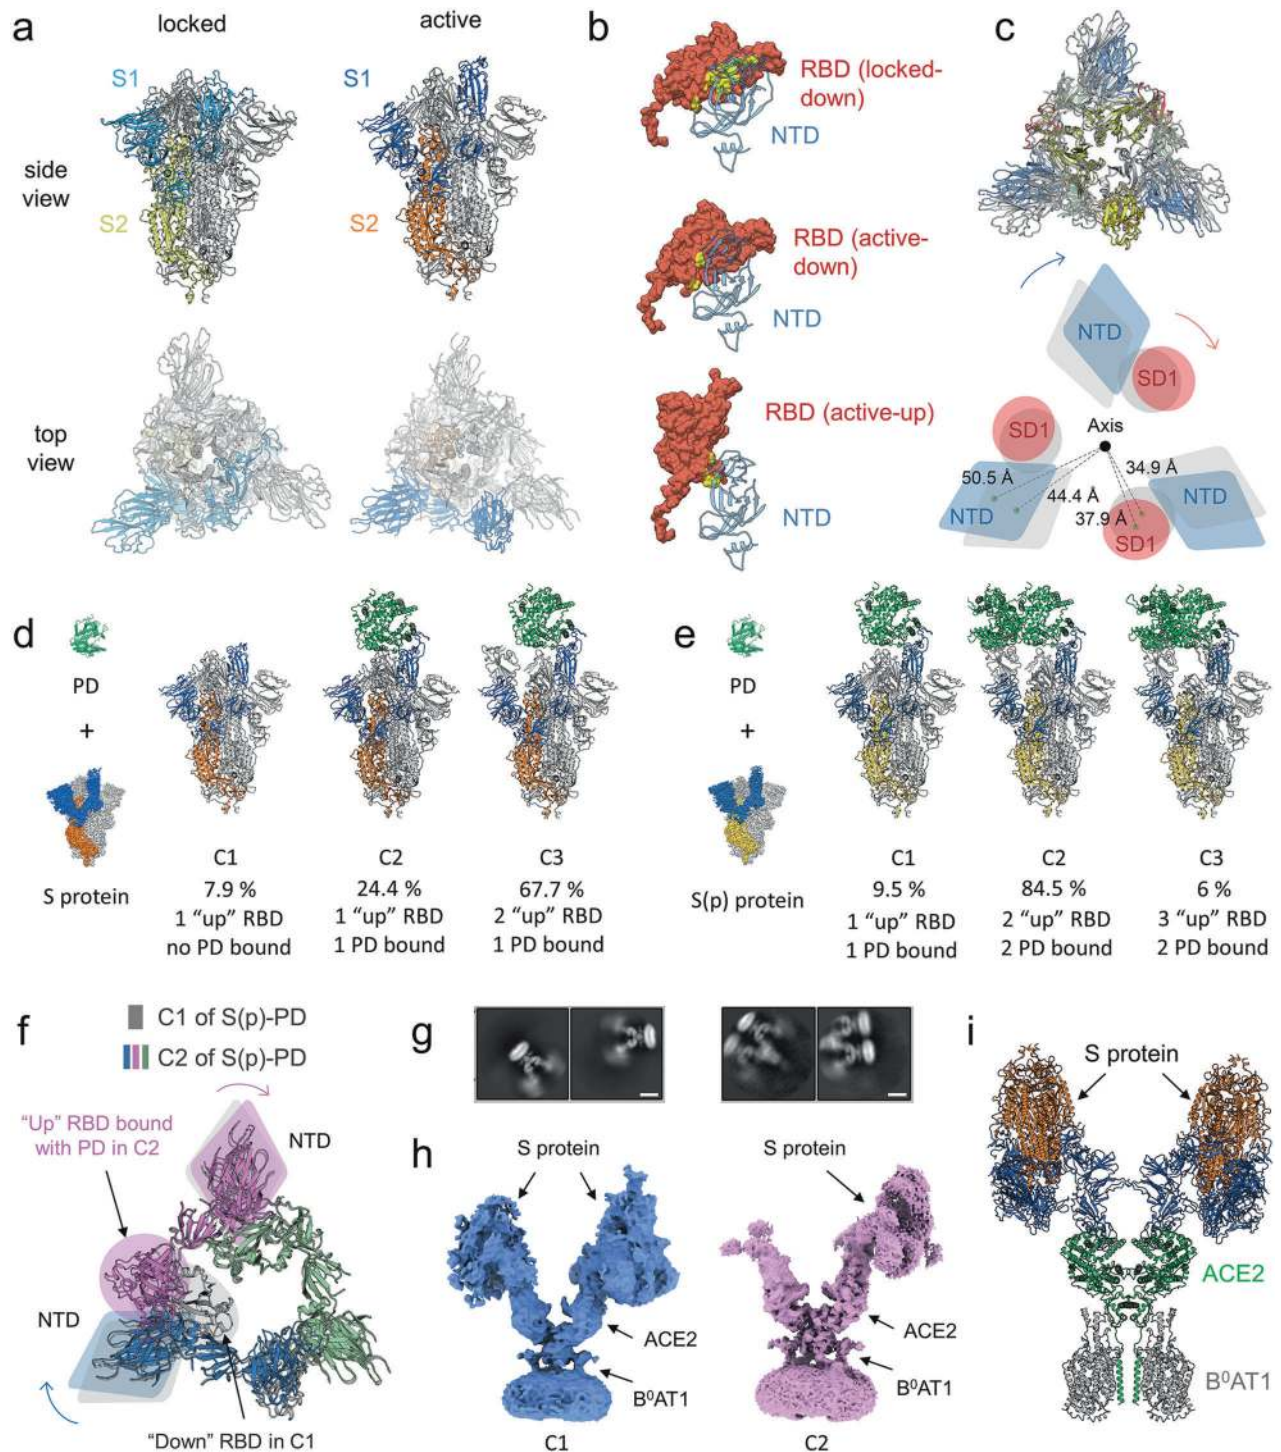 a
locked
active
S1
S1
side
view
S2
S2
top
view
b
RBD (locked-
down)
NTD
RBD (active-
down)
NTD
RBD (active-up)
NTD
c
NTD
SD1
SD1
Axis
50.5 Å
34.9 Å
44.4 Å
NTD
NTD
37.9 Å
SD1
d
PD
+
S protein
C1
7.9 %
1 “up” RBD
no PD bound
C2
24.4 %
1 “up” RBD
1 PD bound
C3
67.7 %
2 “up” RBD
1 PD bound
e
PD
+
S(p) protein
C1
9.5 %
1 “up” RBD
1 PD bound
C2
84.5 %
2 “up” RBD
2 PD bound
C3
6 %
3 “up” RBD
2 PD bound
f
C1 of S(p)-PD
C2 of S(p)-PD
“Up” RBD bound
with PD in C2
NTD
NTD
“Down” RBD in C1
g
h
S protein
ACE2
B⁰AT1
C1
S protein
ACE2
B⁰AT1
C2
i
S protein
ACE2
B⁰AT1